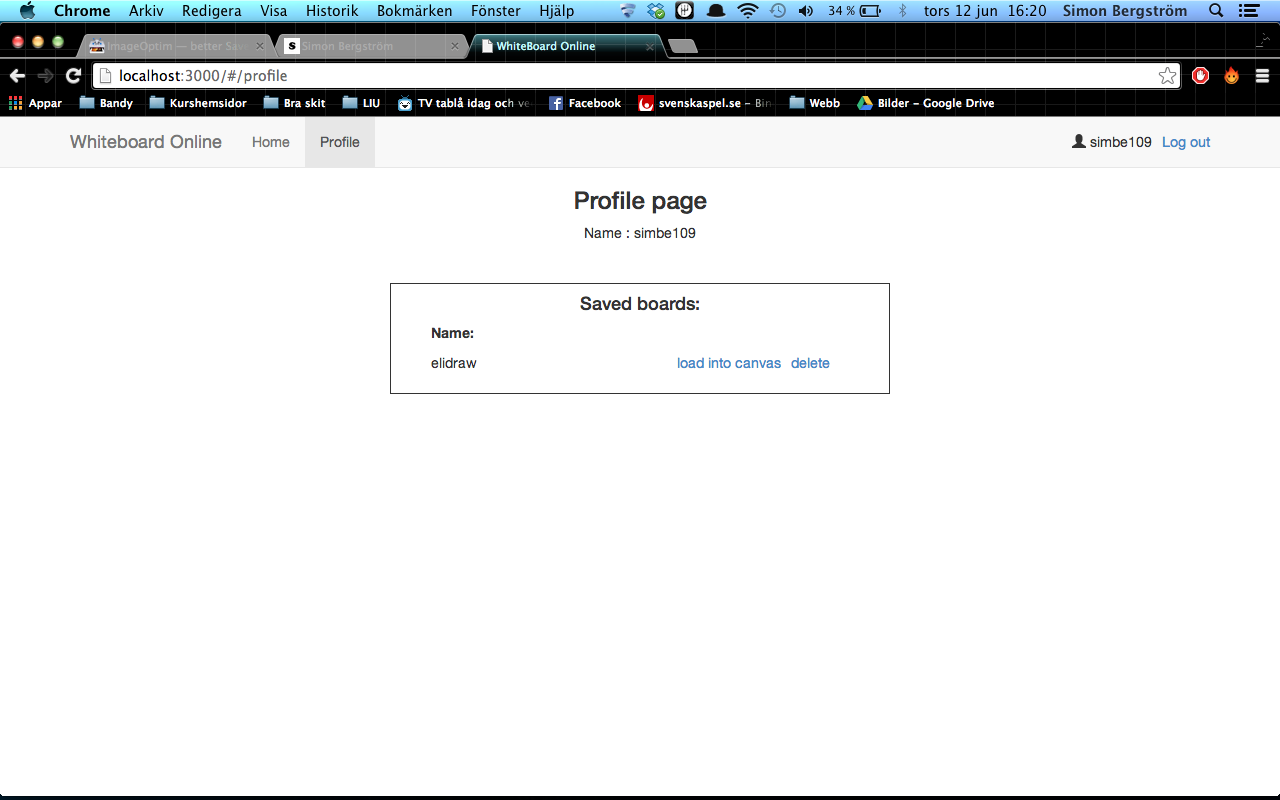 Chrome Arkiv Redigera Visa Historik Bokmärken Fönster Hjälp 34 % tors 12 jun 16:20 Simon Bergström
ImageOptim — better Sav Simon Bergström WhiteBoard Online
localhost:3000/#/profile
Appar Bandy Kurshemsidor Bra skit LIU TV tablå idag och ve Facebook svenskaspel.se – Bin Webb Bilder – Google Drive
Whiteboard Online Home Profile simbe109 Log out
Profile page
Name : simbe109
Saved boards:
Name:
elidraw load into canvas delete